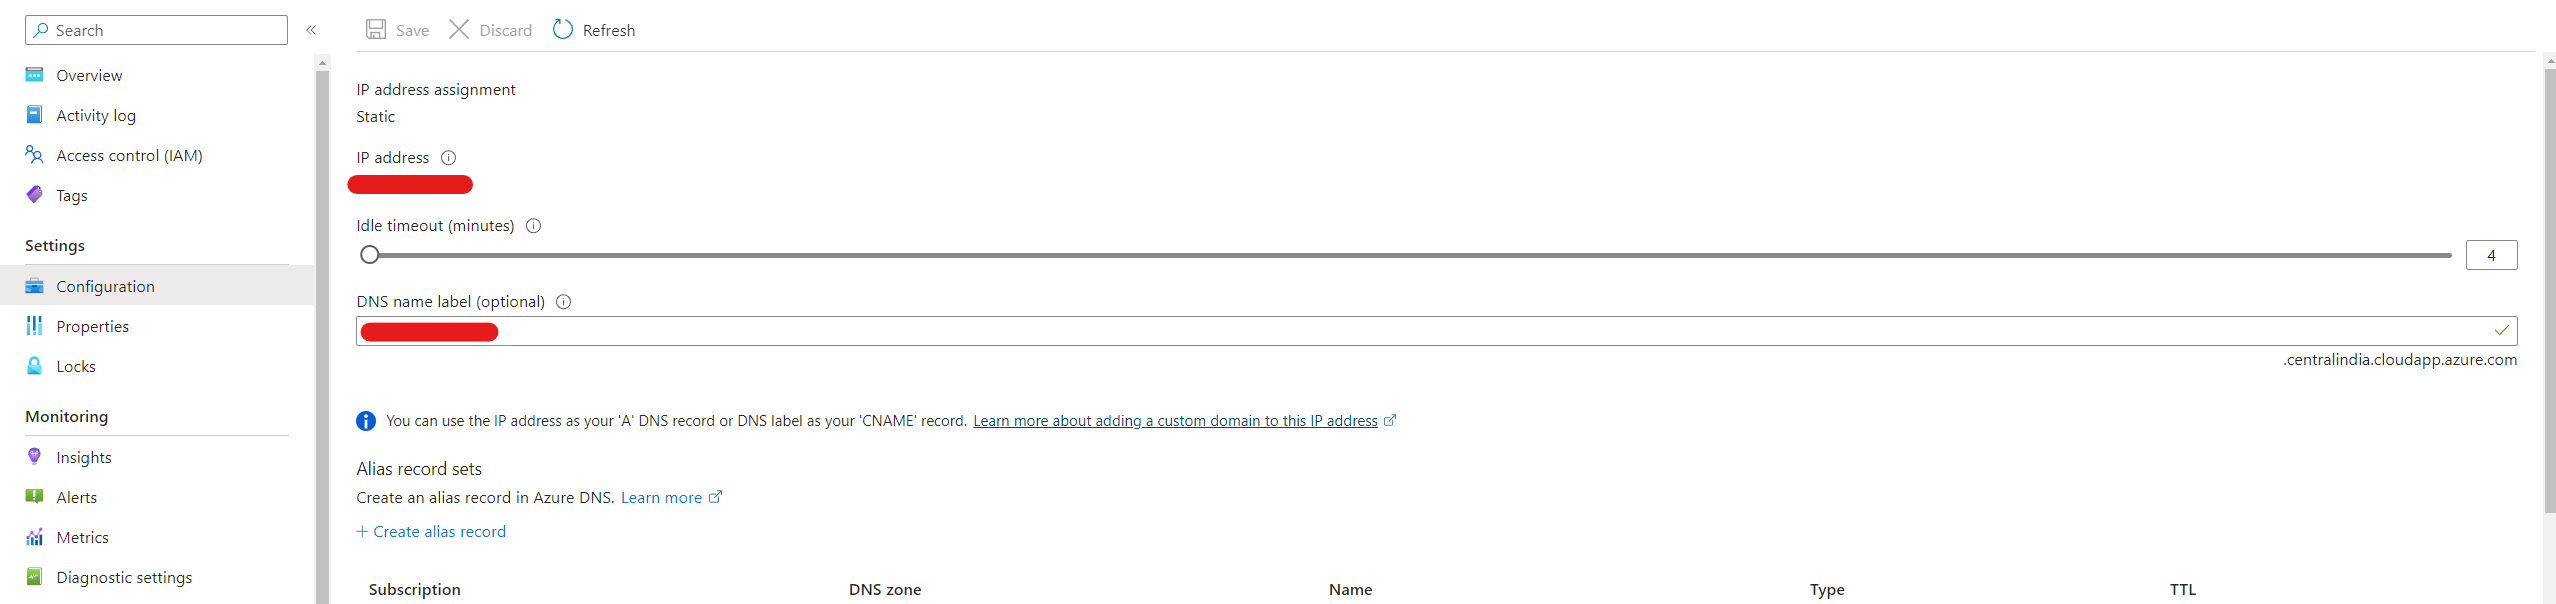 Search
«
Overview
Activity log
Access control (IAM)
Tags
Settings
Configuration
Properties
Locks
Monitoring
Insights
Alerts
Metrics
Diagnostic settings
Save Discard Refresh
IP address assignment
Static
IP address
Idle timeout (minutes)
4
DNS name label (optional)
.centralindia.cloudapp.azure.com
You can use the IP address as your 'A' DNS record or DNS label as your 'CNAME' record. Learn more about adding a custom domain to this IP address
Alias record sets
Create an alias record in Azure DNS. Learn more
+ Create alias record
Subscription DNS zone Name Type TTL